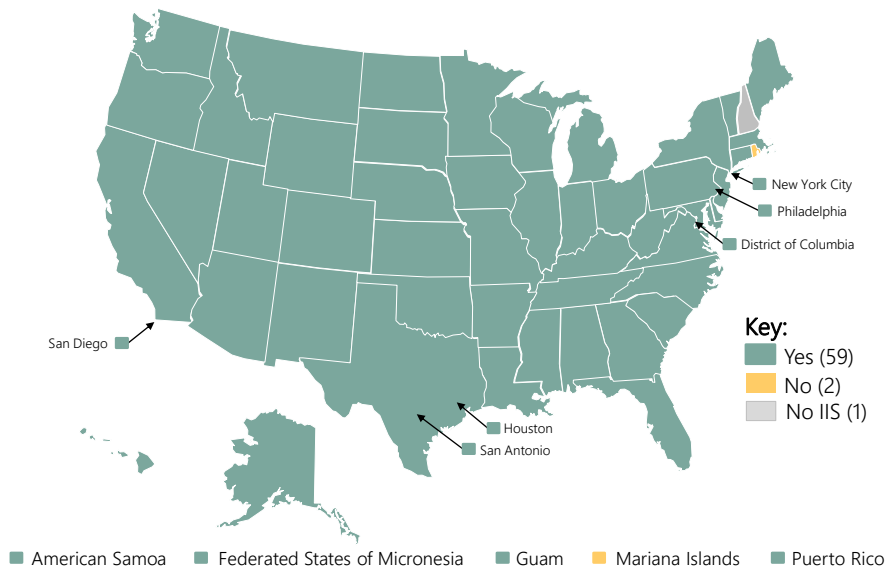 New York City
Philadelphia
District of Columbia
Key:
San Diego
Yes (59)
No (2)
No IIS (1)
Houston
San Antonio
American Samoa
Federated States of Micronesia
Guam
Mariana Islands
Puerto Rico